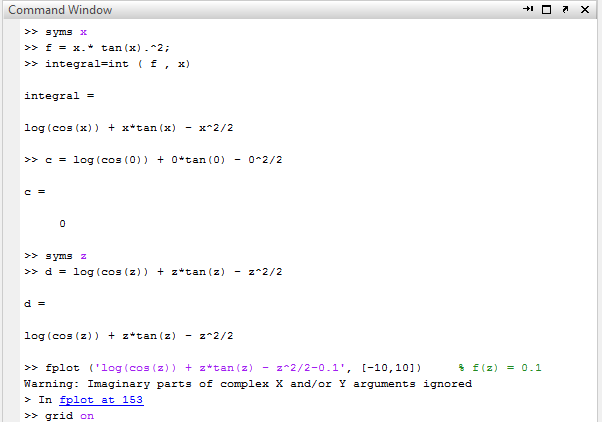 Command Window
>> syms x
>> f = x.* tan(x).^2;
>> integral=int ( f , x)
integral =
log(cos(x)) + x*tan(x) - x^2/2
>> c = log(cos(0)) + 0*tan(0) - 0^2/2
c =
0
>> syms z
>> d = log(cos(z)) + z*tan(z) - z^2/2
d =
log(cos(z)) + z*tan(z) - z^2/2
>> fplot ('log(cos(z)) + z*tan(z) - z^2/2-0.1', [-10,10]) % f(z) = 0.1
Warning: Imaginary parts of complex X and/or Y arguments ignored
> In fplot at 153
>> grid on